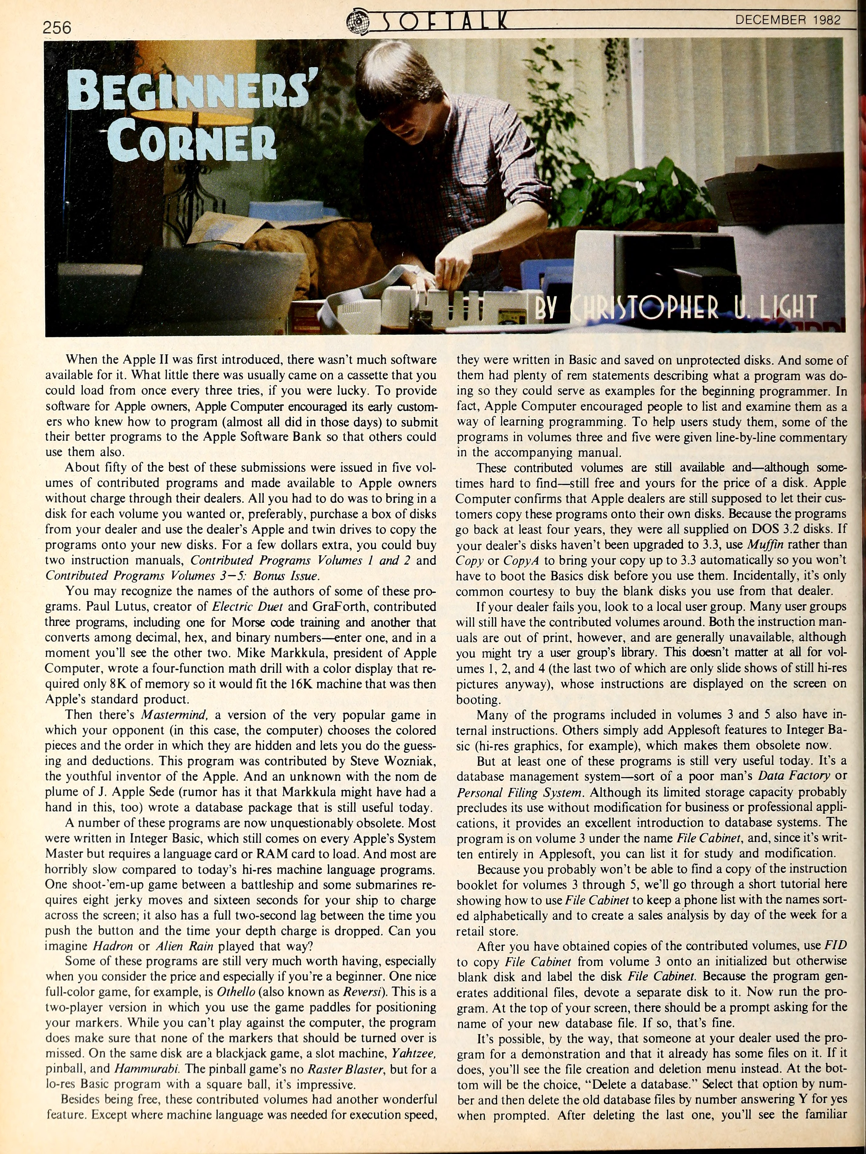 256
SOFTALK
DECEMBER 1982
BEGINNERS'
CORNER
BY CHRISTOPHER U. LIGHT
When the Apple II was first introduced, there wasn't much software
available for it. What little there was usually came on a cassette that you
could load from once every three tries, if you were lucky. To provide
software for Apple owners, Apple Computer encouraged its early custom-
ers who knew how to program (almost all did in those days) to submit
their better programs to the Apple Software Bank so that others could
use them also.
About fifty of the best of these submissions were issued in five vol-
umes of contributed programs and made available to Apple owners
without charge through their dealers. All you had to do was to bring in a
disk for each volume you wanted or, preferably, purchase a box of disks
from your dealer and use the dealer's Apple and twin drives to copy the
programs onto your new disks. For a few dollars extra, you could buy
two instruction manuals, Contributed Programs Volumes 1 and 2 and
Contributed Programs Volumes 3–5: Bonus Issue.
You may recognize the names of the authors of some of these pro-
grams. Paul Lutus, creator of Electric Duet and GraForth, contributed
three programs, including one for Morse code training and another that
converts among decimal, hex, and binary numbers—enter one, and in a
moment you'll see the other two. Mike Markkula, president of Apple
Computer, wrote a four-function math drill with a color display that re-
quired only 8K of memory so it would fit the 16K machine that was then
Apple's standard product.
Then there's Mastermind, a version of the very popular game in
which your opponent (in this case, the computer) chooses the colored
pieces and the order in which they are hidden and lets you do the guess-
ing and deductions. This program was contributed by Steve Wozniak,
the youthful inventor of the Apple. And an unknown with the nom de
plume of J. Apple Sede (rumor has it that Markkula might have had a
hand in this, too) wrote a database package that is still useful today.
A number of these programs are now unquestionably obsolete. Most
were written in Integer Basic, which still comes on every Apple's System
Master but requires a language card or RAM card to load. And most are
horribly slow compared to today's hi-res machine language programs.
One shoot-'em-up game between a battleship and some submarines re-
quires eight jerky moves and sixteen seconds for your ship to charge
across the screen; it also has a full two-second lag between the time you
push the button and the time your depth charge is dropped. Can you
imagine Hadron or Alien Rain played that way?
Some of these programs are still very much worth having, especially
when you consider the price and especially if you're a beginner. One nice
full-color game, for example, is Othello (also known as Reversi). This is a
two-player version in which you use the game paddles for positioning
your markers. While you can't play against the computer, the program
does make sure that none of the markers that should be turned over is
missed. On the same disk are a blackjack game, a slot machine, Yahtzee,
pinball, and Hammurabi. The pinball game's no Raster Blaster, but for a
lo-res Basic program with a square ball, it's impressive.
Besides being free, these contributed volumes had another wonderful
feature. Except where machine language was needed for execution speed,
they were written in Basic and saved on unprotected disks. And some of
them had plenty of rem statements describing what a program was do-
ing so they could serve as examples for the beginning programmer. In
fact, Apple Computer encouraged people to list and examine them as a
way of learning programming. To help users study them, some of the
programs in volumes three and five were given line-by-line commentary
in the accompanying manual.
These contributed volumes are still available and—although some-
times hard to find—still free and yours for the price of a disk. Apple
Computer confirms that Apple dealers are still supposed to let their cus-
tomers copy these programs onto their own disks. Because the programs
go back at least four years, they were all supplied on DOS 3.2 disks. If
your dealer's disks haven't been upgraded to 3.3, use Muffin rather than
Copy or CopyA to bring your copy up to 3.3 automatically so you won't
have to boot the Basics disk before you use them. Incidentally, it's only
common courtesy to buy the blank disks you use from that dealer.
If your dealer fails you, look to a local user group. Many user groups
will still have the contributed volumes around. Both the instruction man-
uals are out of print, however, and are generally unavailable, although
you might try a user group's library. This doesn't matter at all for vol-
umes 1, 2, and 4 (the last two of which are only slide shows of still hi-res
pictures anyway), whose instructions are displayed on the screen on
booting.
Many of the programs included in volumes 3 and 5 also have in-
ternal instructions. Others simply add Applesoft features to Integer Ba-
sic (hi-res graphics, for example), which makes them obsolete now.
But at least one of these programs is still very useful today. It's a
database management system—sort of a poor man's Data Factory or
Personal Filing System. Although its limited storage capacity probably
precludes its use without modification for business or professional appli-
cations, it provides an excellent introduction to database systems. The
program is on volume 3 under the name File Cabinet, and, since it's writ-
ten entirely in Applesoft, you can list it for study and modification.
Because you probably won't be able to find a copy of the instruction
booklet for volumes 3 through 5, we'll go through a short tutorial here
showing how to use File Cabinet to keep a phone list with the names sort-
ed alphabetically and to create a sales analysis by day of the week for a
retail store.
After you have obtained copies of the contributed volumes, use FID
to copy File Cabinet from volume 3 onto an initialized but otherwise
blank disk and label the disk File Cabinet. Because the program gen-
erates additional files, devote a separate disk to it. Now run the pro-
gram. At the top of your screen, there should be a prompt asking for the
name of your new database file. If so, that's fine.
It's possible, by the way, that someone at your dealer used the pro-
gram for a demonstration and that it already has some files on it. If it
does, you'll see the file creation and deletion menu instead. At the bot-
tom will be the choice, "Delete a database." Select that option by num-
ber and then delete the old database files by number answering Y for yes
when prompted. After deleting the last one, you'll see the familiar